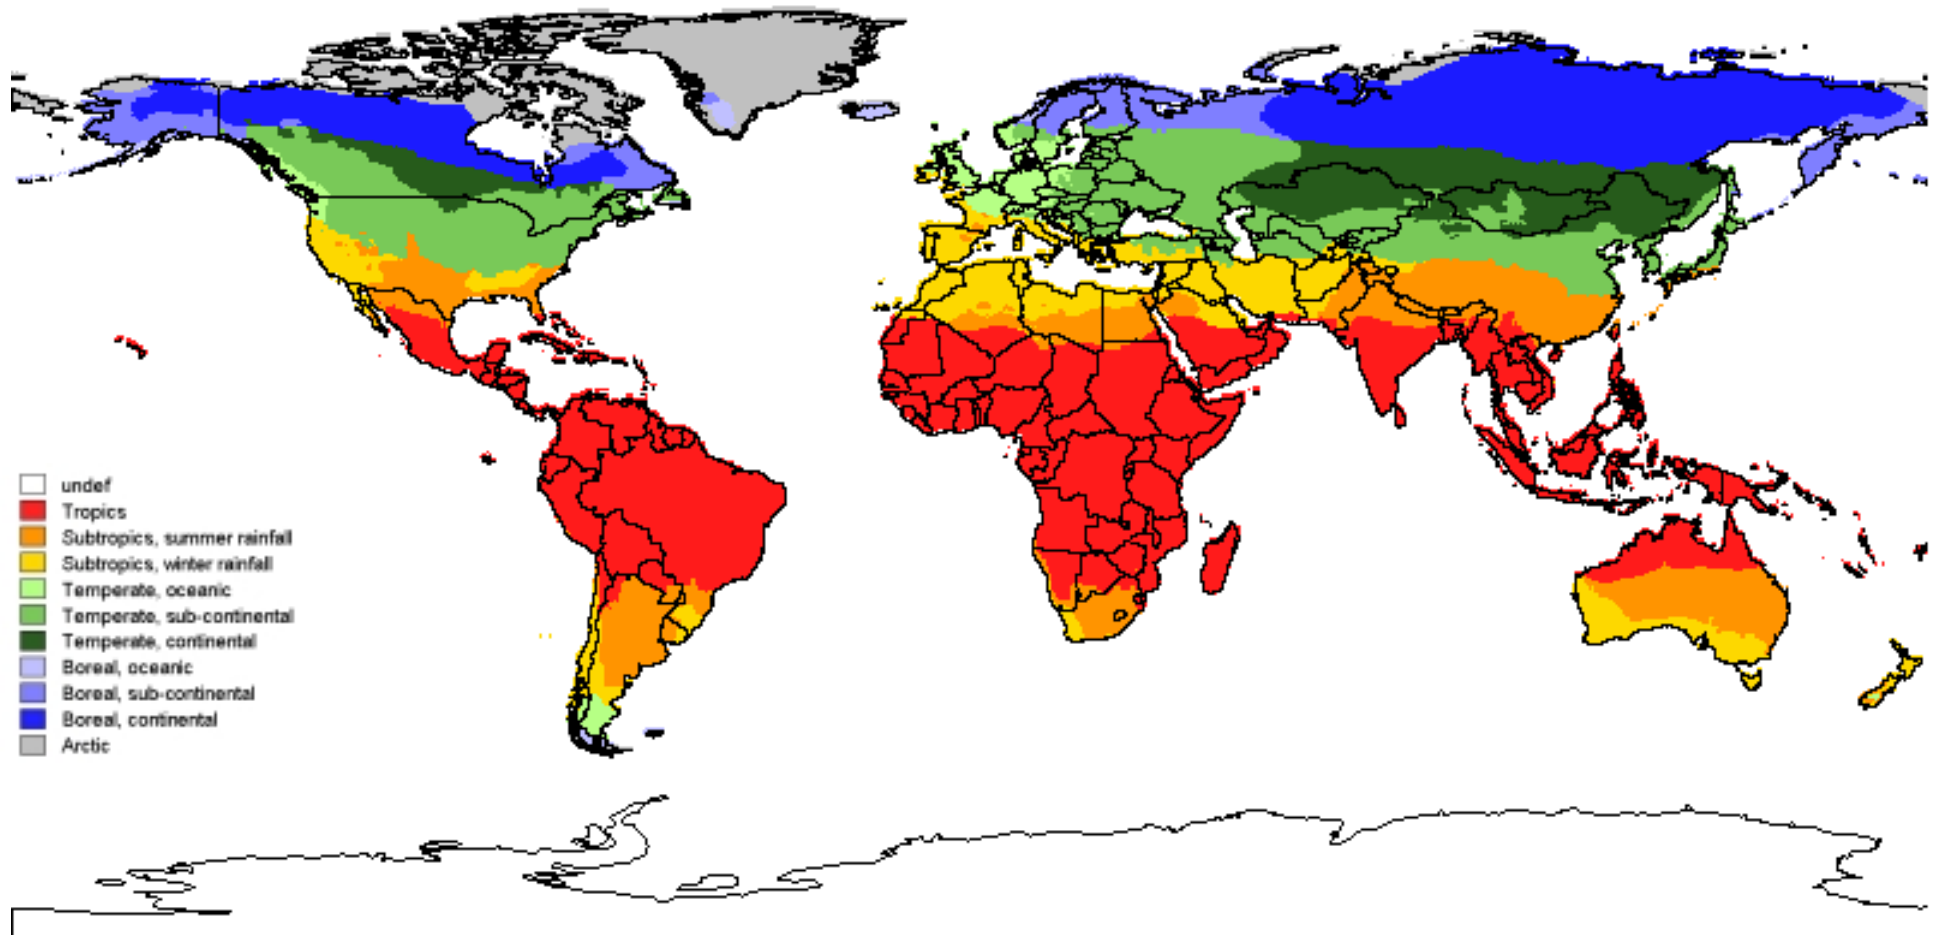 undef
Tropics
Subtropics, summer rainfall
Subtropics, winter rainfall
Temperate, oceanic
Temperate, sub-continental
Temperate, continental
Boreal, oceanic
Boreal, sub-continental
Boreal, continental
Arctic